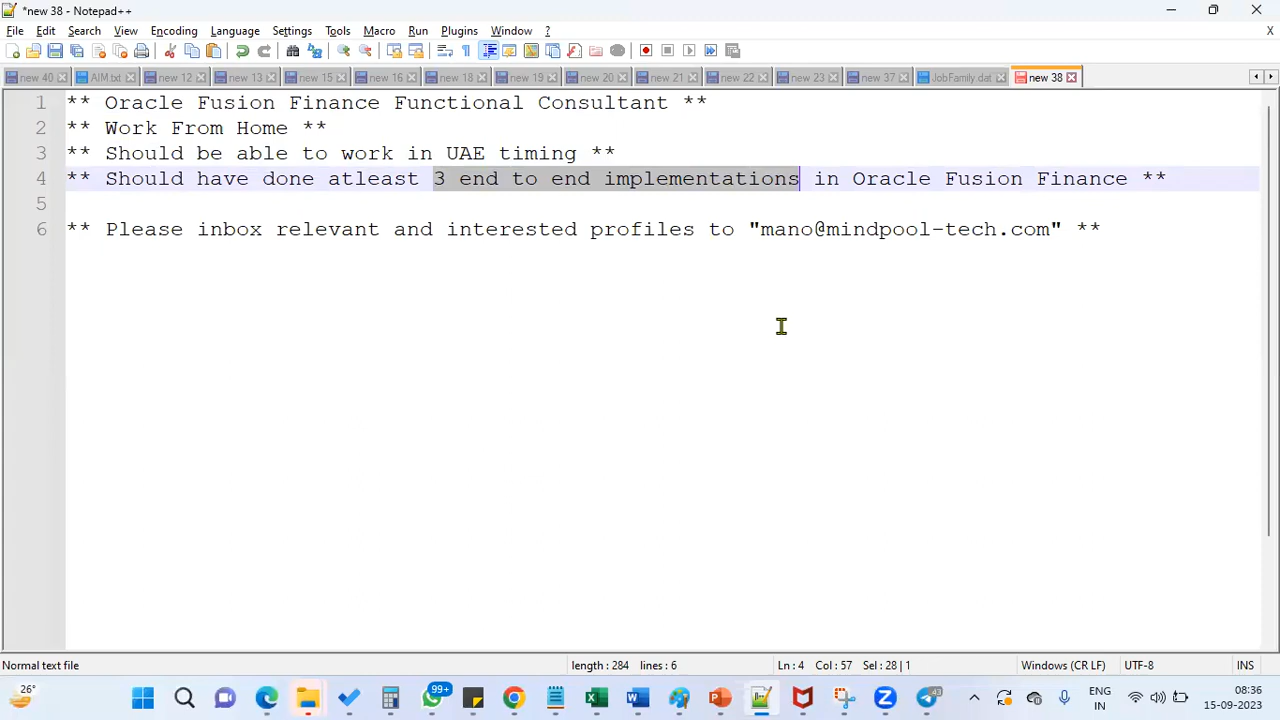 *new 38 - Notepad++
File Edit Search View Encoding Language Settings Tools Macro Run Plugins Window ? X
new 40 AIM.txt new 12 new 13 new 15 new 16 new 18 new 19 new 20 new 21 new 22 new 23 new 37 JobFamily.dat new 38
1 ** Oracle Fusion Finance Functional Consultant **
2 ** Work From Home **
3 ** Should be able to work in UAE timing **
4 ** Should have done atleast 3 end to end implementations in Oracle Fusion Finance **
5
6 ** Please inbox relevant and interested profiles to "mano@mindpool-tech.com" **
Normal text file length : 284 lines : 6 Ln : 4 Col : 57 Sel : 28 | 1 Windows (CR LF) UTF-8 INS
26° 99+ 43 ENG 08:36
IN 15-09-2023